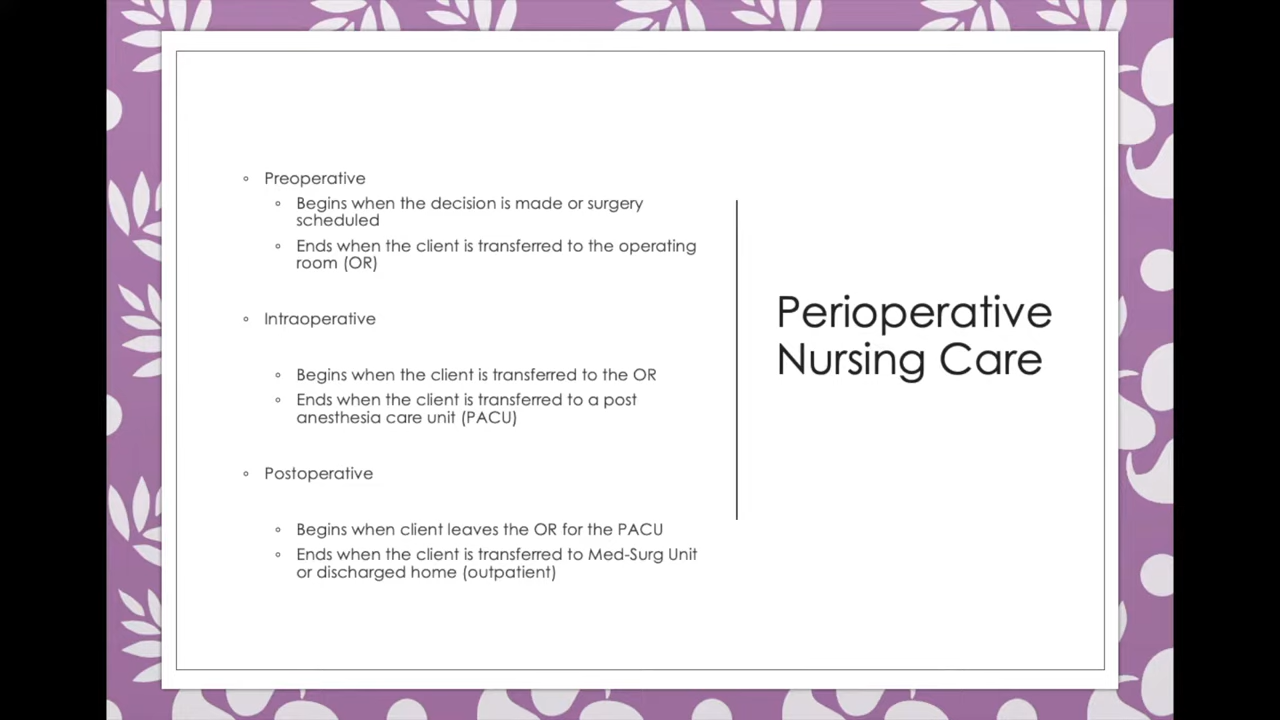 Preoperative
Begins when the decision is made or surgery
scheduled
Ends when the client is transferred to the operating
room (OR)
Intraoperative
Begins when the client is transferred to the OR
Ends when the client is transferred to a post
anesthesia care unit (PACU)
Postoperative
Begins when client leaves the OR for the PACU
Ends when the client is transferred to Med-Surg Unit
or discharged home (outpatient)
Perioperative
Nursing Care